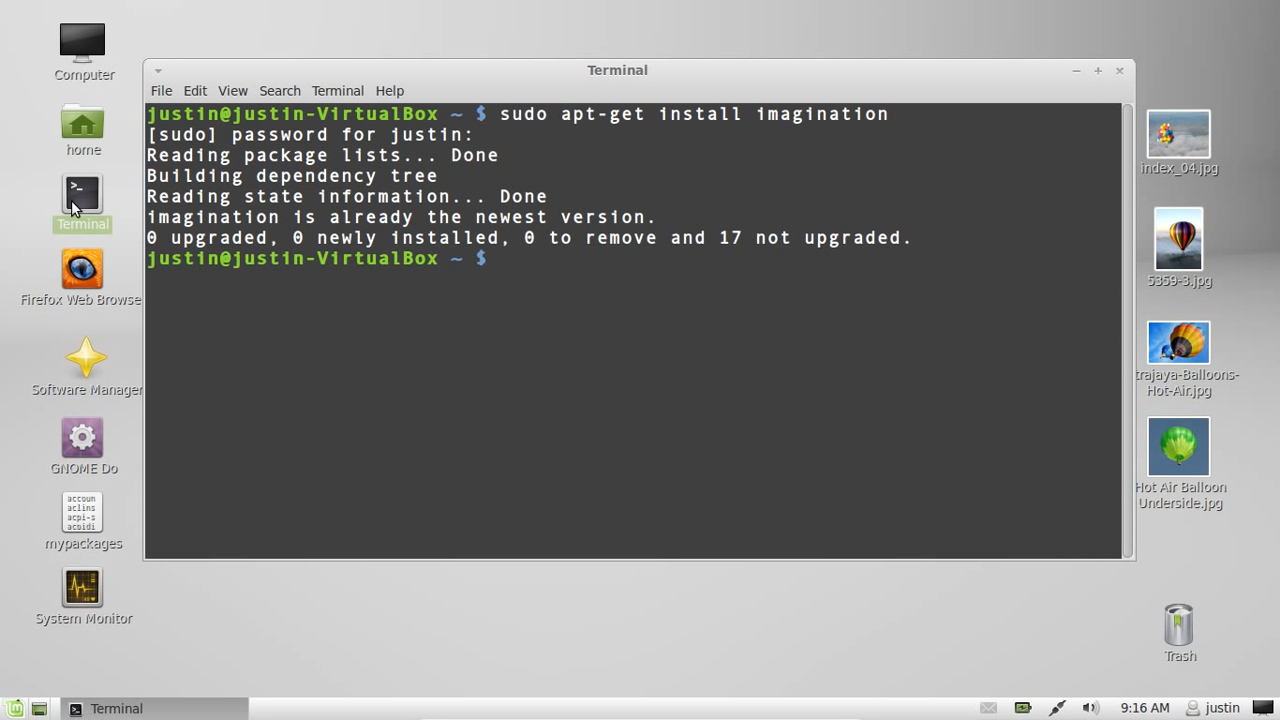 Computer
home
Terminal
Firefox Web Browse
Software Manager
GNOME Do
accoun
aclins
acpi-s
acpidi
mypackages
System Monitor
Terminal
File Edit View Search Terminal Help
justin@justin-VirtualBox ~ $ sudo apt-get install imagination
[sudo] password for justin:
Reading package lists... Done
Building dependency tree
Reading state information... Done
imagination is already the newest version.
0 upgraded, 0 newly installed, 0 to remove and 17 not upgraded.
justin@justin-VirtualBox ~ $
index_04.jpg
5359-3.jpg
trajaya-Balloons-
Hot-Air.jpg
Hot Air Balloon
Underside.jpg
Trash
Terminal
9:16 AM
justin